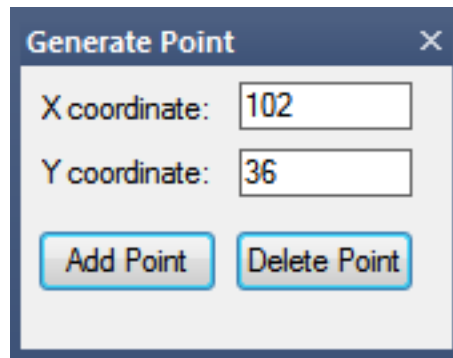 Generate Point
X coordinate: 102
Y coordinate: 36
Add Point Delete Point